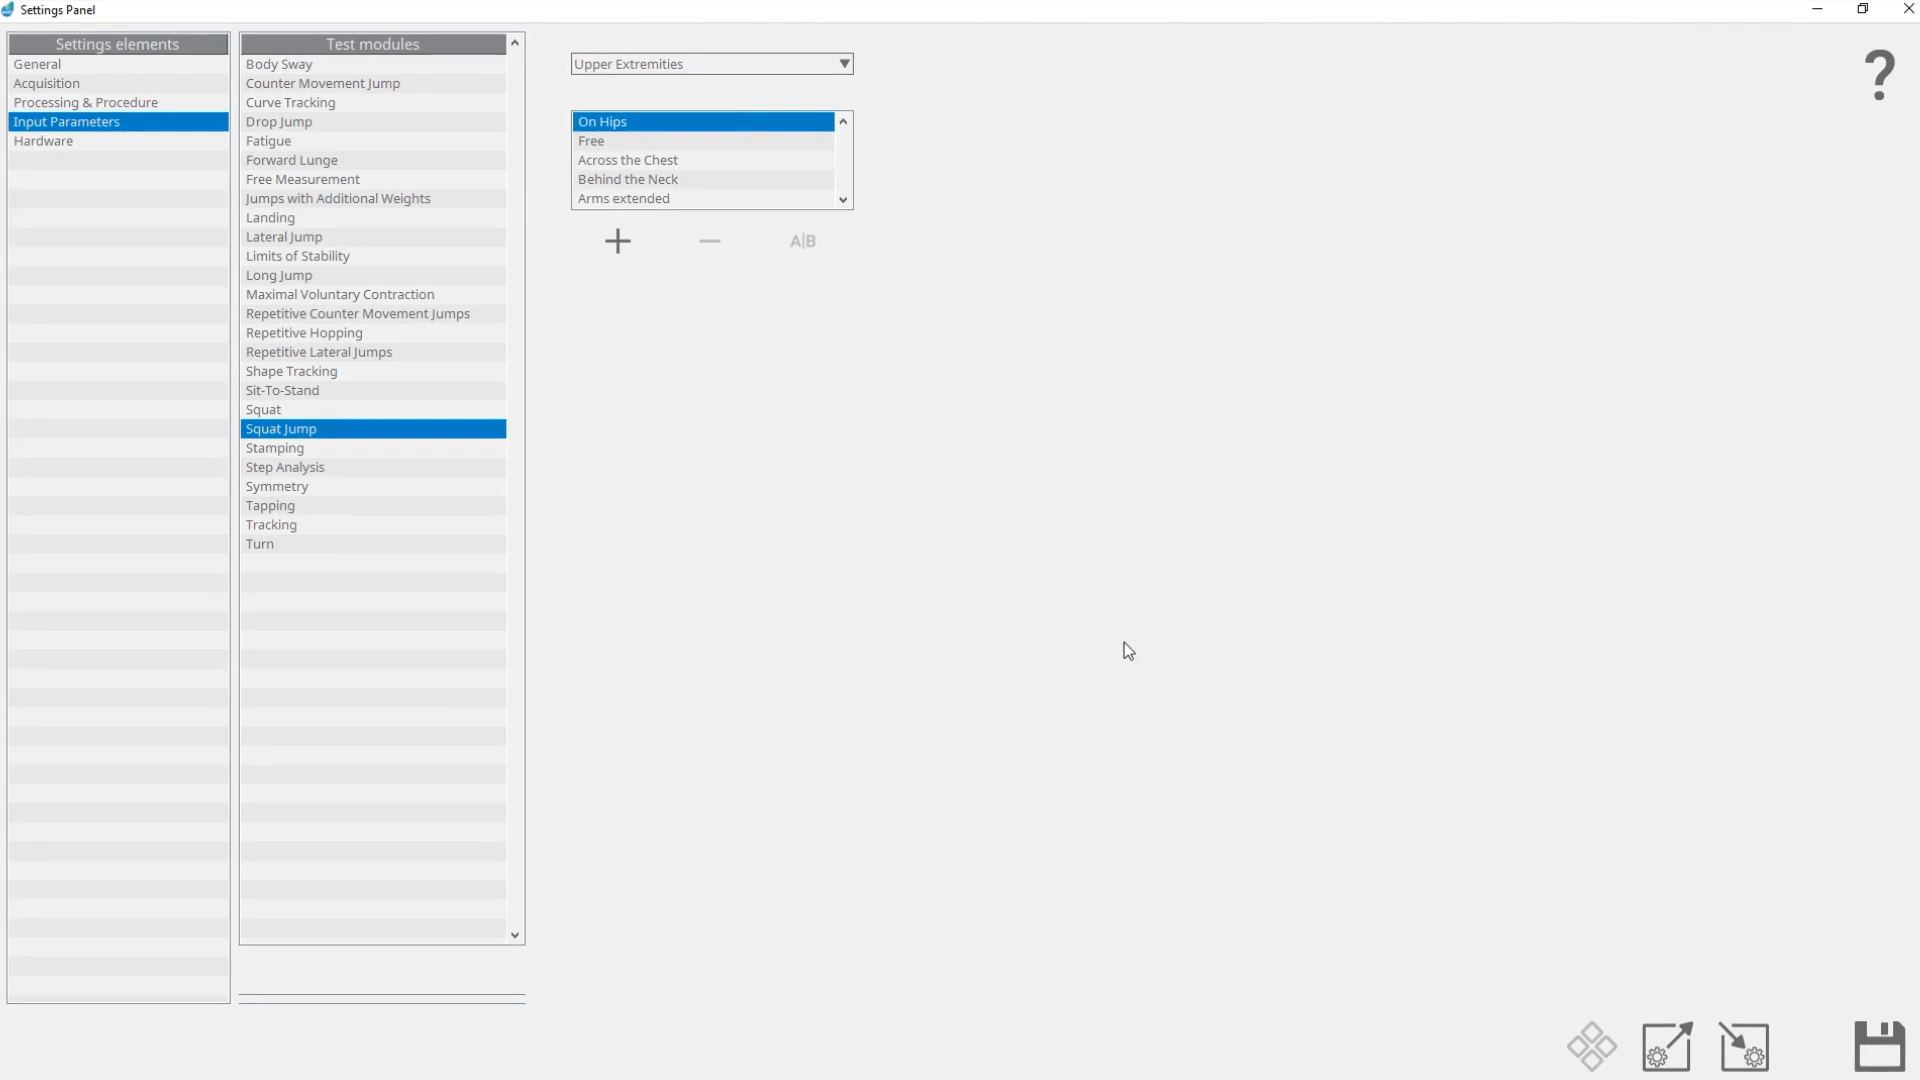 Settings Panel
Settings elements
General
Acquisition
Processing & Procedure
Input Parameters
Hardware
Test modules
Body Sway
Counter Movement Jump
Curve Tracking
Drop Jump
Fatigue
Forward Lunge
Free Measurement
Jumps with Additional Weights
Landing
Lateral Jump
Limits of Stability
Long Jump
Maximal Voluntary Contraction
Repetitive Counter Movement Jumps
Repetitive Hopping
Repetitive Lateral Jumps
Shape Tracking
Sit-To-Stand
Squat
Squat Jump
Stamping
Step Analysis
Symmetry
Tapping
Tracking
Turn
Upper Extremities
On Hips
Free
Across the Chest
Behind the Neck
Arms extended
A|B
?